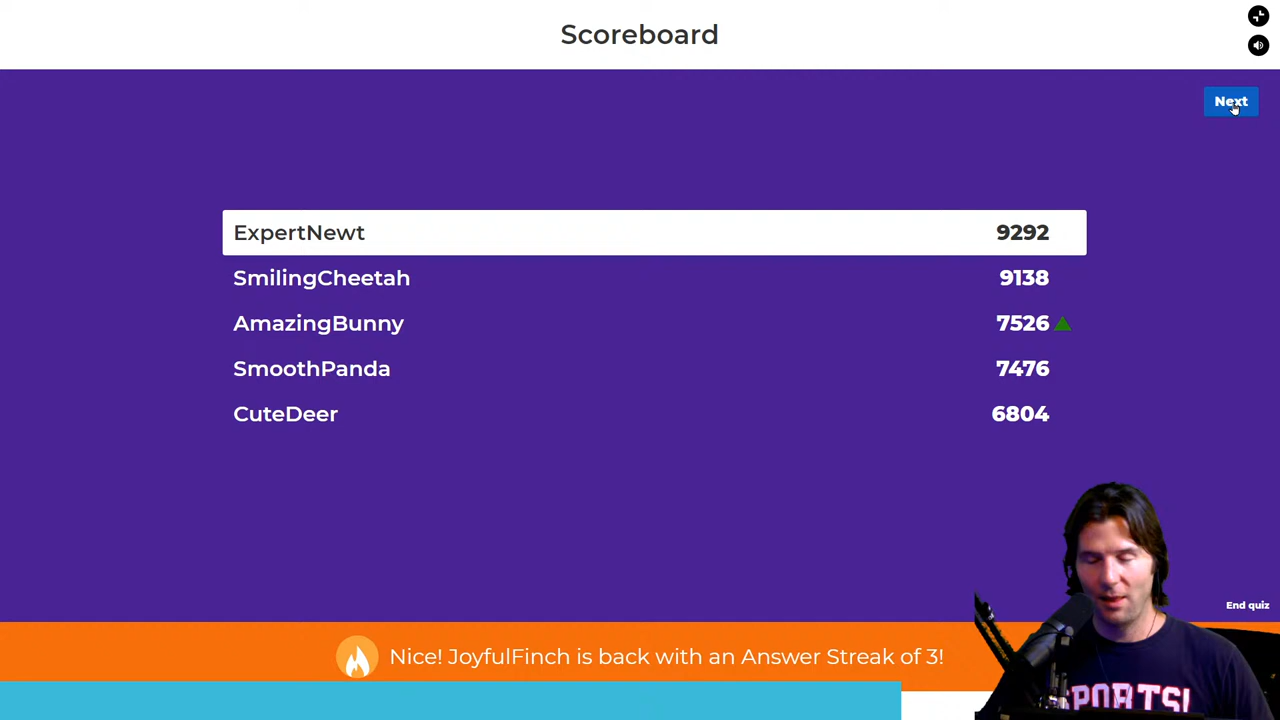 Scoreboard
Next
ExpertNewt 9292
SmilingCheetah 9138
AmazingBunny 7526
SmoothPanda 7476
CuteDeer 6804
End quiz
Nice! JoyfulFinch is back with an Answer Streak of 3!
SPORTS!